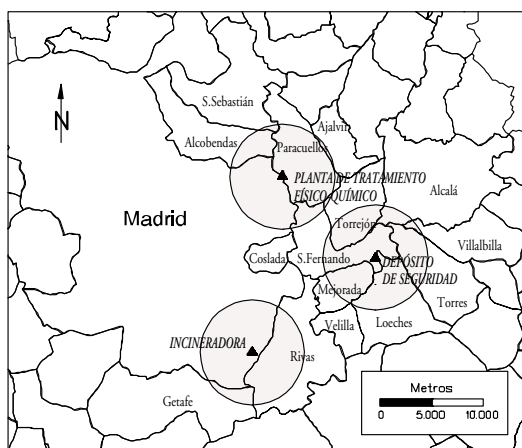 S.Sebastián
Ajalvir
N
Alcobendas
Paracuellos
PLANTA DE TRATAMIENTO
FÍSICO-QUÍMICO
Alcalá
Madrid
Torrejón
Villalbilla
Coslada
S.Fernando
DEPÓSITO
DE SEGURIDAD
Mejorada
Torres
Velilla
Loeches
INCINERADORA
Rivas
Getafe
Metros
0
5.000
10.000